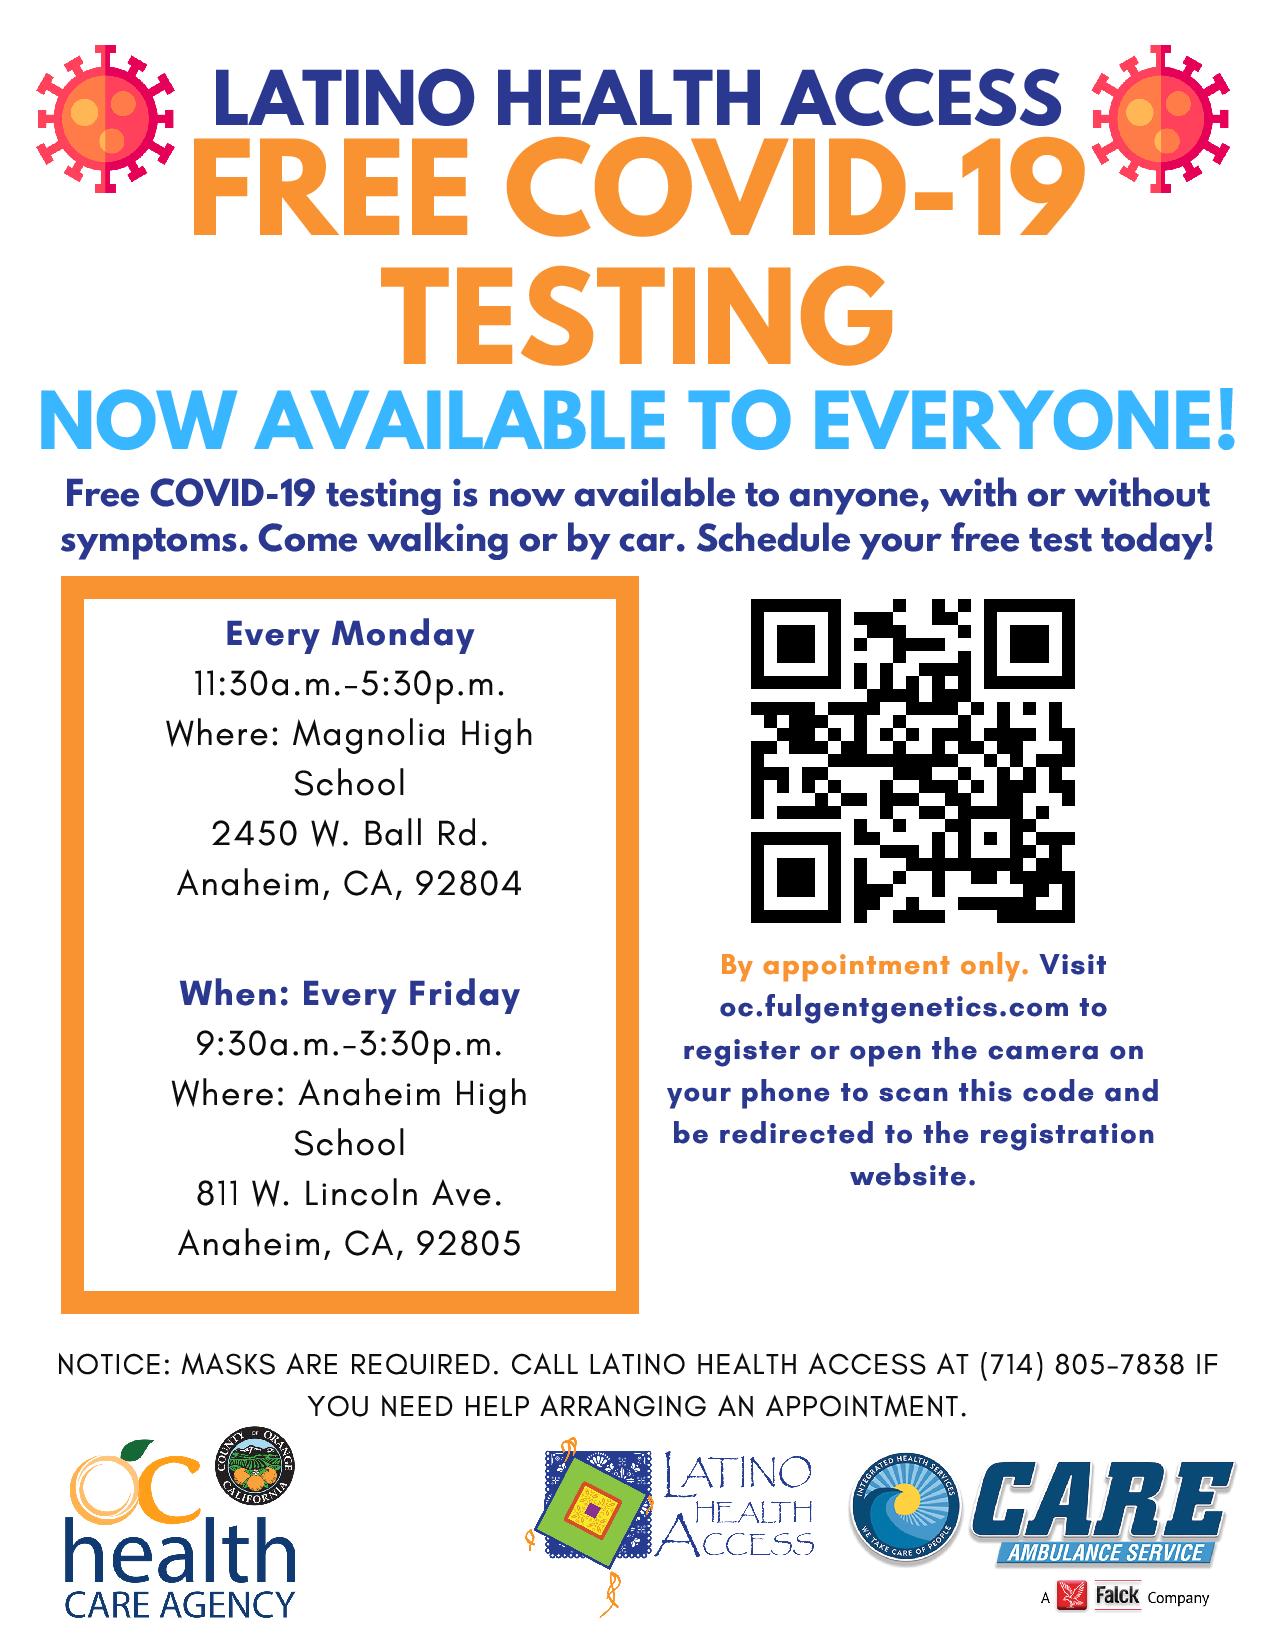 LATINO HEALTH ACCESS
FREE COVID-19
TESTING
NOW AVAILABLE TO EVERYONE!
Free COVID-19 testing is now available to anyone, with or without
symptoms. Come walking or by car. Schedule your free test today!
Every Monday
11:30a.m.-5:30p.m.
Where: Magnolia High
School
2450 W. Ball Rd.
Anaheim, CA, 92804
When: Every Friday
9:30a.m.-3:30p.m.
Where: Anaheim High
School
811 W. Lincoln Ave.
Anaheim, CA, 92805
By appointment only. Visit
oc.fulgentgenetics.com to
register or open the camera on
your phone to scan this code and
be redirected to the registration
website.
NOTICE: MASKS ARE REQUIRED. CALL LATINO HEALTH ACCESS AT (714) 805-7838 IF
YOU NEED HELP ARRANGING AN APPOINTMENT.
OC
health
CARE AGENCY
COUNTY OF ORANGE
CALIFORNIA
LATINO
HEALTH
ACCESS
INTEGRATED HEALTH SERVICES
WE TAKE CARE OF PEOPLE
CARE
AMBULANCE SERVICE
A Falck Company